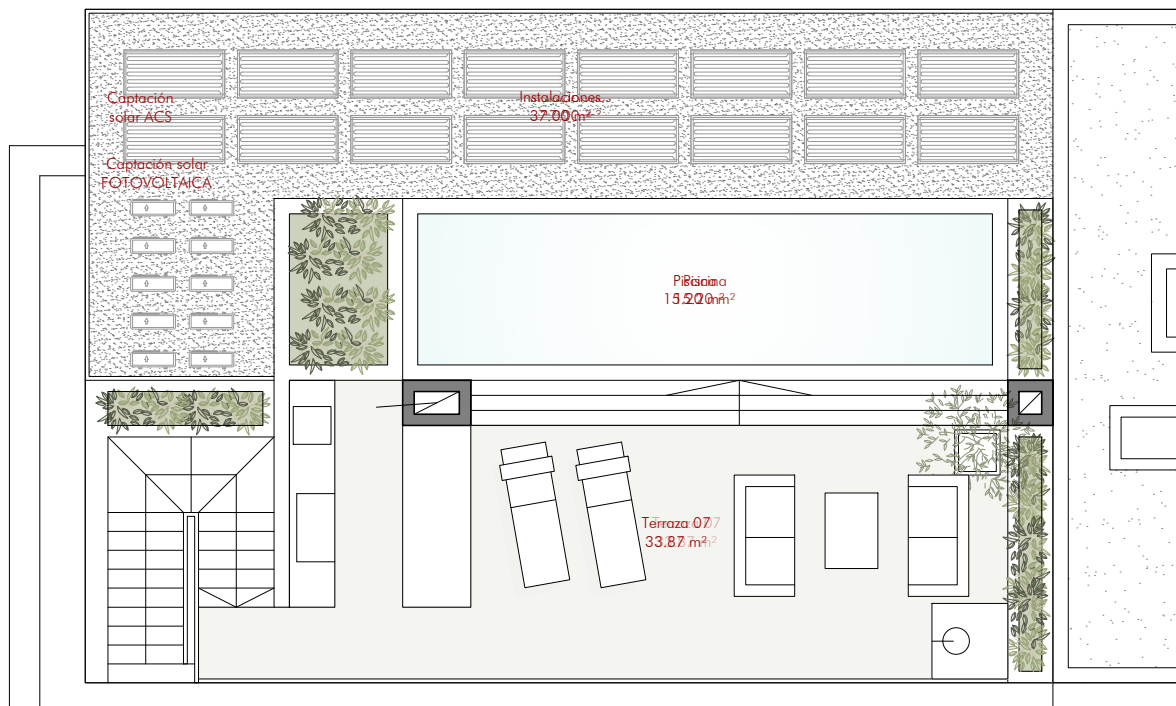 Captación
solar ACS
Instalaciones
37.00 m²
Captación solar
FOTOVOLTAICA
Piscina
15.20 m²
Terraza 07
33.87 m²